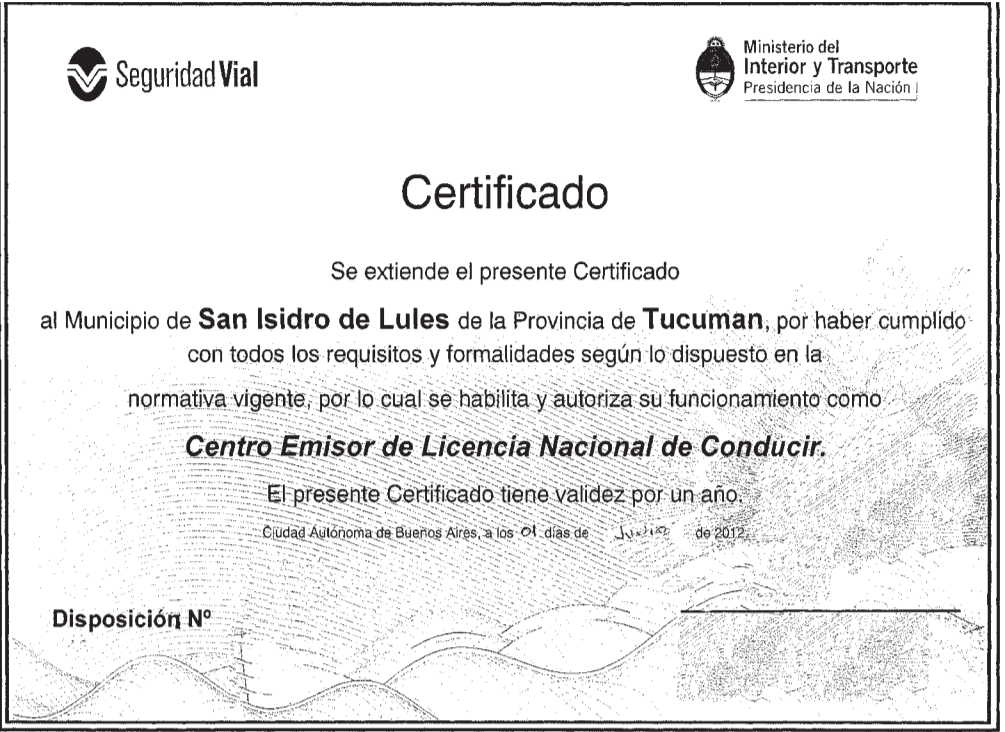 Seguridad Vial
Ministerio del
Interior y Transporte
Presidencia de la Nación
Certificado
Se extiende el presente Certificado
al Municipio de San Isidro de Lules de la Provincia de Tucuman, por haber cumplido
con todos los requisitos y formalidades según lo dispuesto en la
normativa vigente, por lo cual se habilita y autoriza su funcionamiento como
Centro Emisor de Licencia Nacional de Conducir.
El presente Certificado tiene validez por un año.
Ciudad Autónoma de Buenos Aires, a los 01 días de de 2012.
Disposición Nº